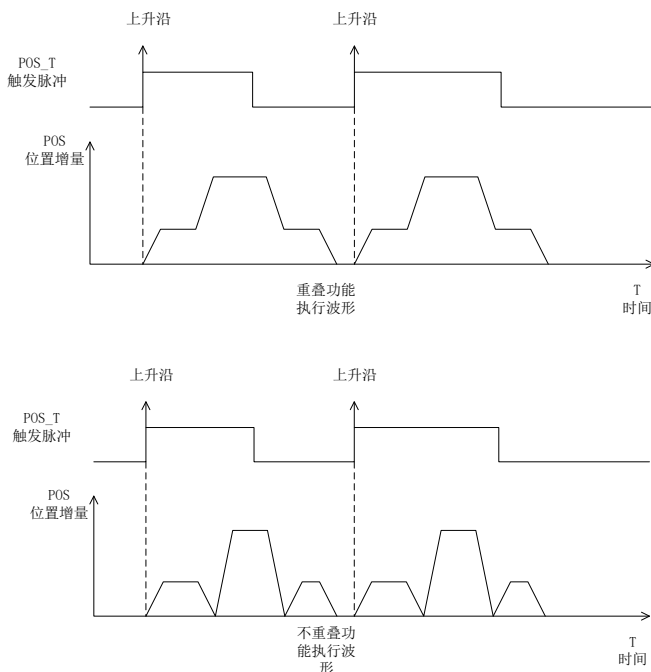 上升沿
上升沿
POS_T
触发脉冲
POS
位置增量
重叠功能
执行波形
T
时间
上升沿
上升沿
POS_T
触发脉冲
POS
位置增量
不重叠功
能执行波
形
T
时间